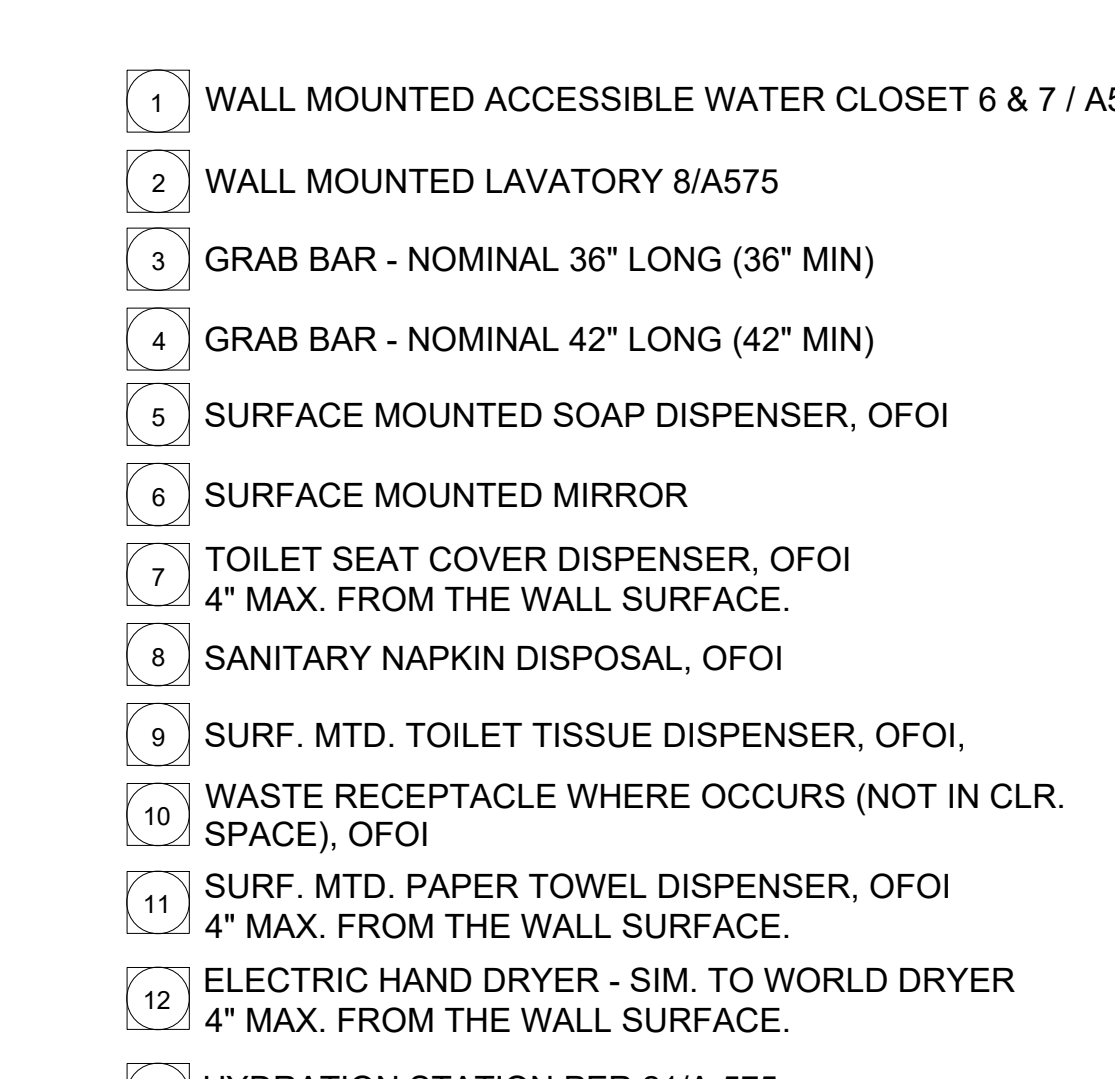 1 WALL MOUNTED ACCESSIBLE WATER CLOSET 6 & 7 /
2 WALL MOUNTED LAVATORY 8/A575
3 GRAB BAR - NOMINAL 36" LONG (36" MIN)
4 GRAB BAR - NOMINAL 42" LONG (42" MIN)
5 SURFACE MOUNTED SOAP DISPENSER, OFOI
6 SURFACE MOUNTED MIRROR
7 TOILET SEAT COVER DISPENSER, OFOI
4" MAX. FROM THE WALL SURFACE.
8 SANITARY NAPKIN DISPOSAL, OFOI
9 SURF. MTD. TOILET TISSUE DISPENSER, OFOI,
10 WASTE RECEPTACLE WHERE OCCURS (NOT IN CLR.
SPACE), OFOI
11 SURF. MTD. PAPER TOWEL DISPENSER, OFOI
4" MAX. FROM THE WALL SURFACE.
12 ELECTRIC HAND DRYER - SIM. TO WORLD DRYER
4" MAX. FROM THE WALL SURFACE.